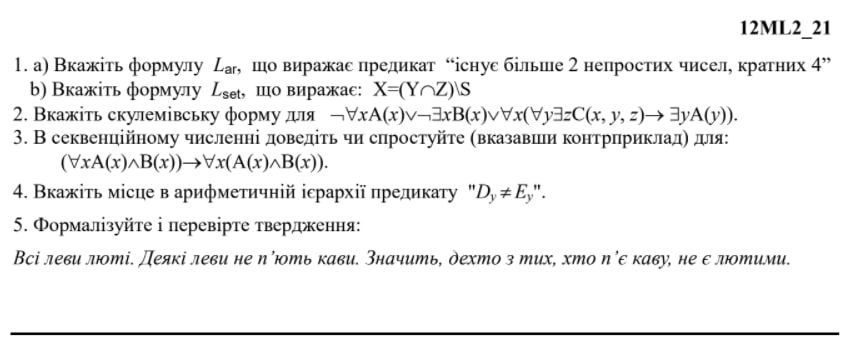 12ML2_21
1. a) Вкажіть формулу Lar, що виражає предикат “існує більше 2 непростих чисел, кратних 4”
b) Вкажіть формулу Lset, що виражає: X=(Y∩Z)\S
2. Вкажіть скулемівську форму для ¬∀xA(x)∨¬∃xB(x)∨∀x(∀y∃zC(x, y, z)→ ∃yA(y)).
3. В секвенційному численні доведіть чи спростуйте (вказавши контрприклад) для:
(∀xA(x)∧B(x))→∀x(A(x)∧B(x)).
4. Вкажіть місце в арифметичній ієрархії предикату "Dy ≠ Ey".
5. Формалізуйте і перевірте твердження:
Всі леви люті. Деякі леви не п’ють кави. Значить, дехто з тих, хто п’є каву, не є лютими.